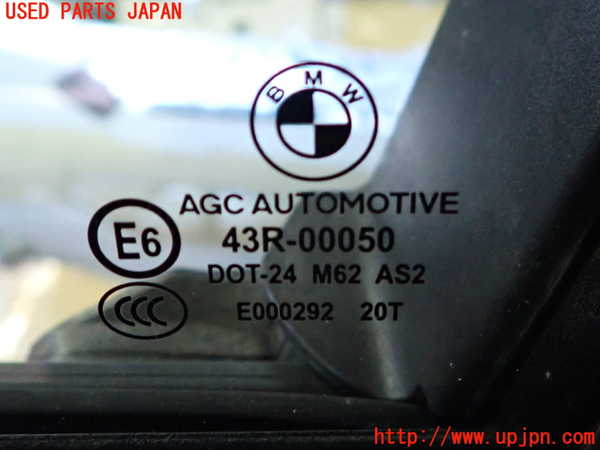 USED PARTS JAPAN
BMW
AGC AUTOMOTIVE
E6 43R-00050
DOT-24 M62 AS2
CCC E000292 20T
http://www.upjpn.com/